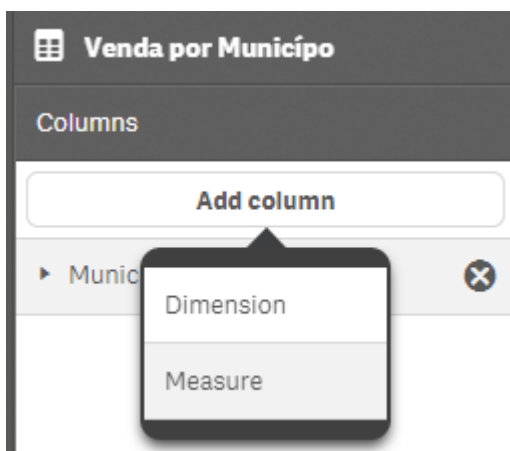 Venda por Municípo
Columns
Add column
Munic
Dimension
Measure